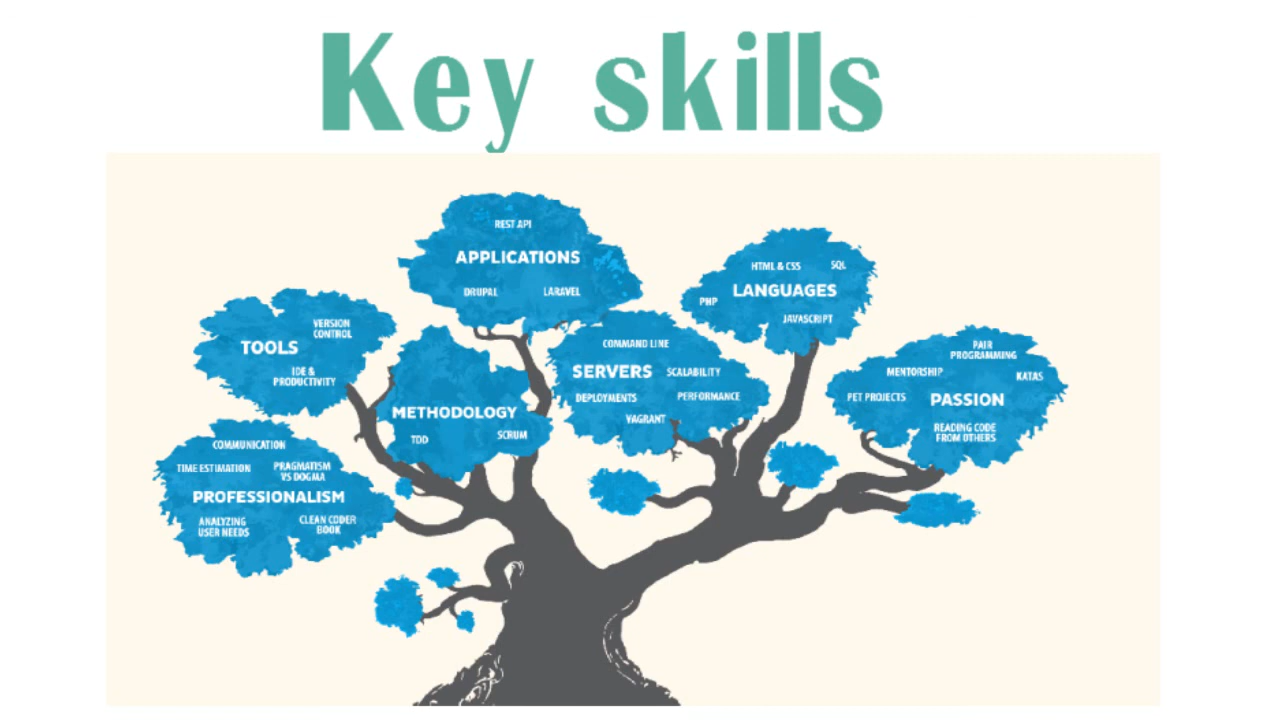 Key skills
REST API
APPLICATIONS
DRUPAL
LARAVEL
HTML & CSS
SQL
LANGUAGES
PHP
JAVASCRIPT
VERSION
CONTROL
TOOLS
IDE &
PRODUCTIVITY
METHODOLOGY
TDD
SCRUM
COMMAND LINE
SERVERS
SCALABILITY
DEPLOYMENTS
PERFORMANCE
VAGRANT
PAIR
PROGRAMMING
MENTORSHIP
KATAS
PET PROJECTS
PASSION
READING CODE
FROM OTHERS
COMMUNICATION
TIME ESTIMATION
PRAGMATISM
VS DOGMA
PROFESSIONALISM
ANALYZING
USER NEEDS
CLEAN CODER
BOOK